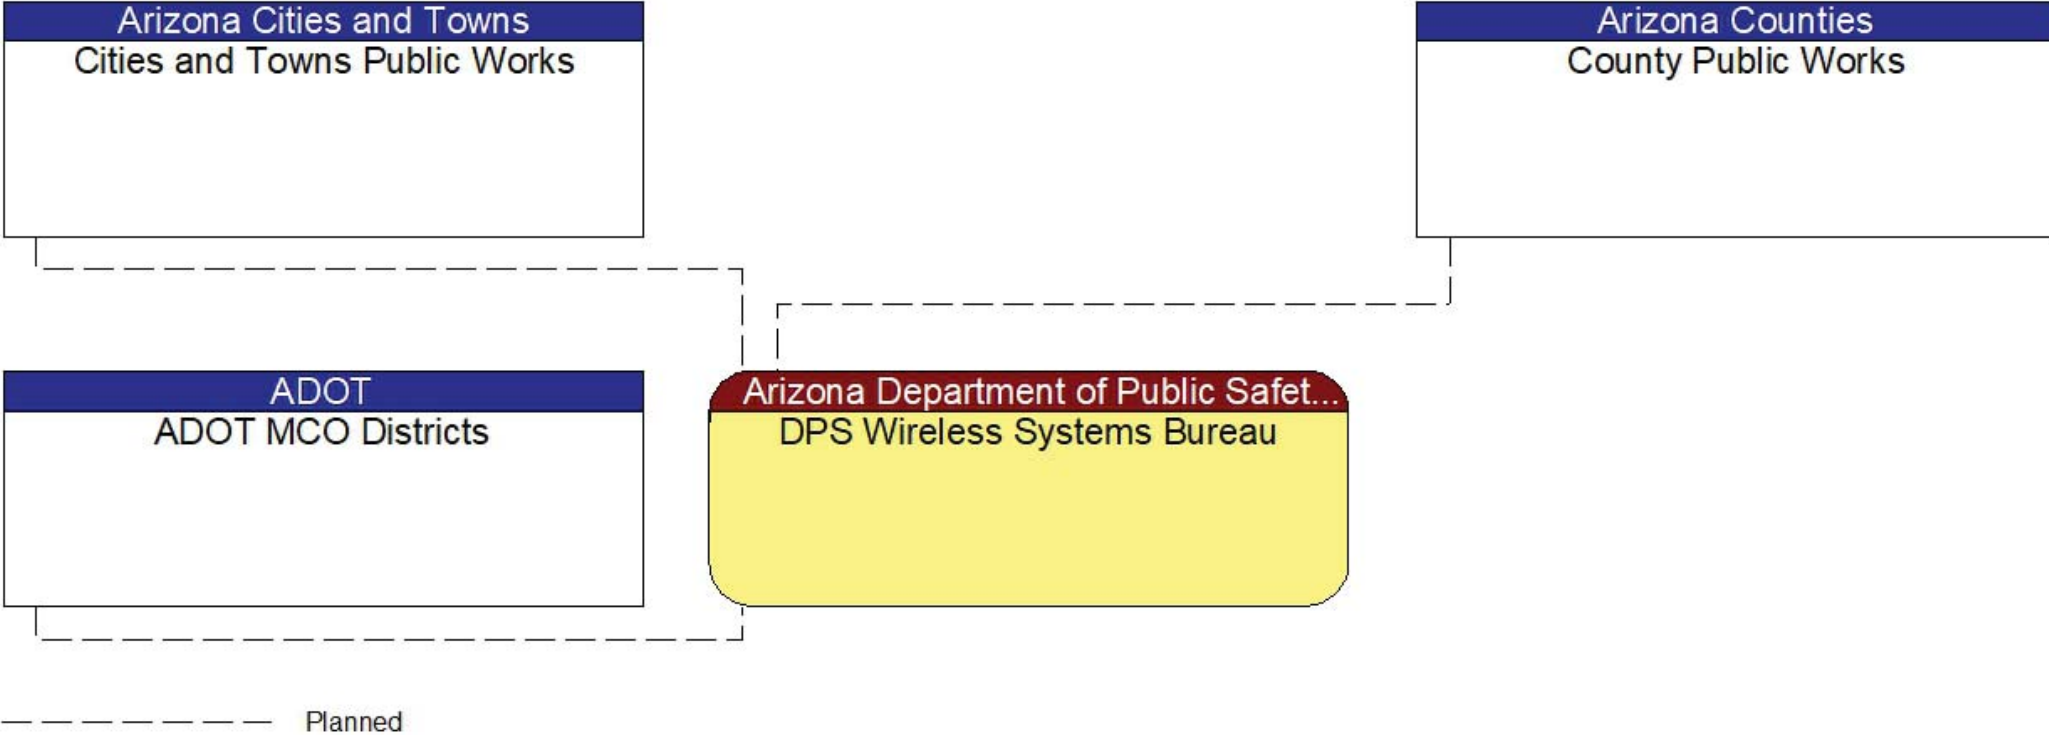 Arizona Cities and Towns
Cities and Towns Public Works
Arizona Counties
County Public Works
ADOT
ADOT MCO Districts
Arizona Department of Public Safet...
DPS Wireless Systems Bureau
Planned